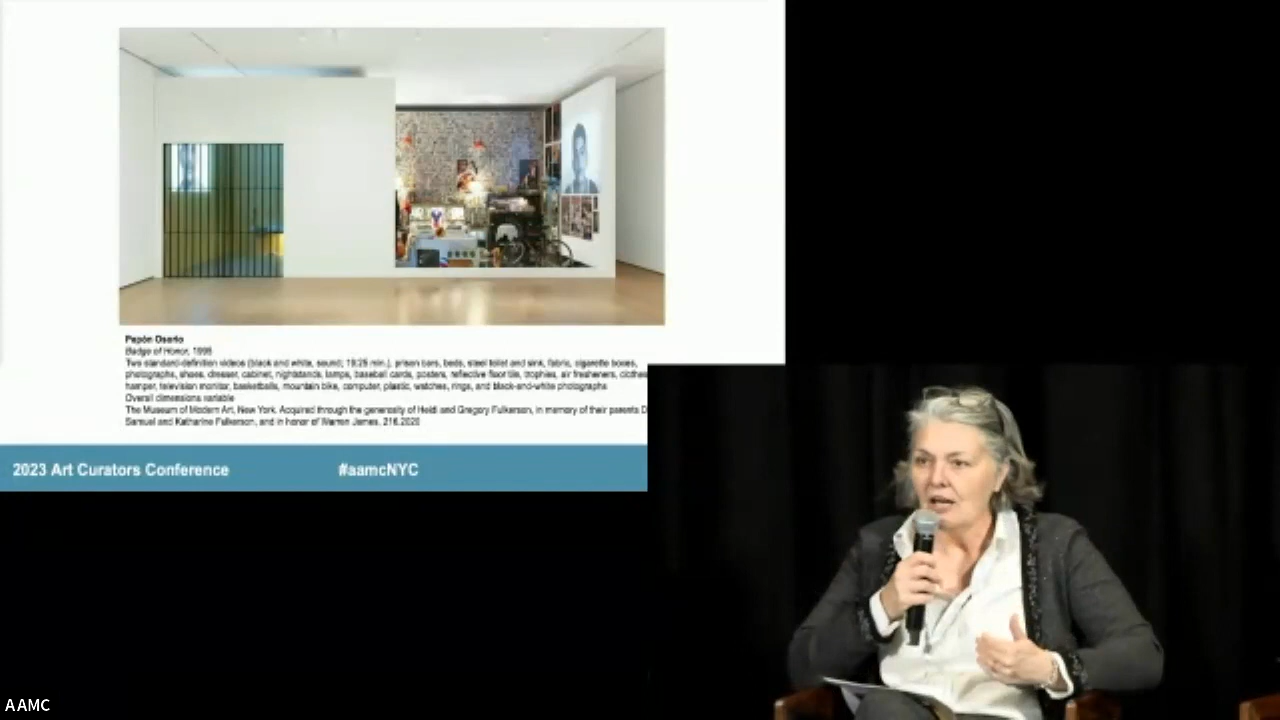 Pepón Osorio
Badge of Honor, 1995
Two standard-definition videos (black and white, sound; 19:25 min.), prison bars, beds, steel toilet and sink, fabric, cigarette boxes,
photographs, shoes, dresser, cabinet, nightstands, lamps, baseball cards, posters, reflective floor tile, trophies, air fresheners, clothes
hamper, television monitor, basketballs, mountain bike, computer, plastic, watches, rings, and black-and-white photographs
Overall dimensions variable
The Museum of Modern Art, New York. Acquired through the generosity of Heidi and Gregory Fulkerson, in memory of their parents D
Samuel and Katharine Fulkerson, and in honor of Warren James, 216.2020
2023 Art Curators Conference #aamcNYC
AAMC